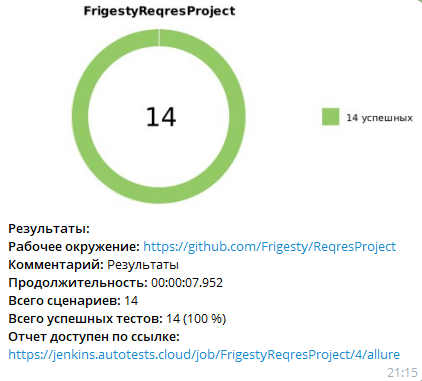 FrigestyReqresProject
14
14 успешных
Результаты:
Рабочее окружение: https://github.com/Frigesty/ReqresProject
Комментарий: Результаты
Продолжительность: 00:00:07.952
Всего сценариев: 14
Всего успешных тестов: 14 (100 %)
Отчет доступен по ссылке:
https://jenkins.autotests.cloud/job/FrigestyReqresProject/4/allure
21:15